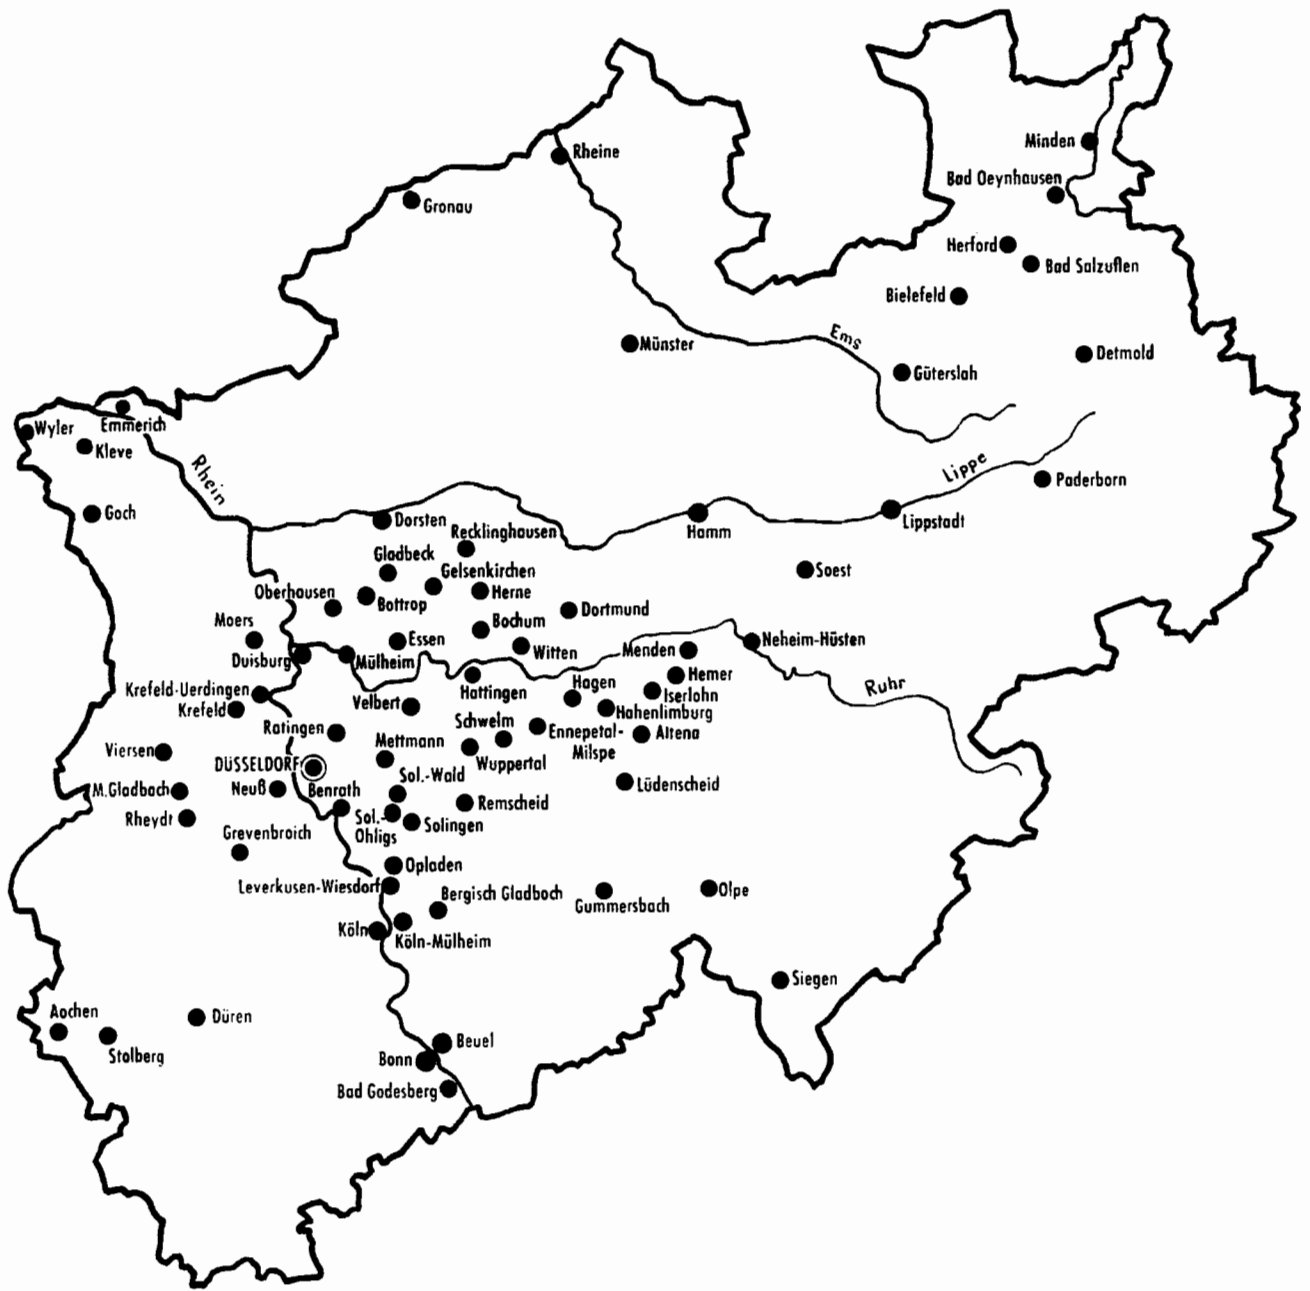 Rheine
Gronau
Minden
Bad Oeynhausen
Herford
Bad Salzuflen
Bielefeld
Ems
Münster
Detmold
Güterslah
Wyler
Emmerich
Kleve
Rhein
Lippe
Paderborn
Goch
Dorsten
Recklinghausen
Hamm
Lippstadt
Gladbeck
Gelsenkirchen
Soest
Oberhausen
Bottrop
Herne
Dortmund
Moers
Bochum
Essen
Neheim-Hüsten
Duisburg
Mülheim
Witten
Menden
Krefeld-Uerdingen
Hattingen
Hagen
Hemer
Iserlohn
Ruhr
Krefeld
Velbert
Hahenlimburg
Ratingen
Schwelm
Ennepetal-
Milspe
Altena
Viersen
Mettmann
DÜSSELDORF
Wuppertal
Sol.-Wald
M.Gladbach
Neuß
Benrath
Lüdenscheid
Rheydt
Sol.-
Ohligs
Remscheid
Solingen
Grevenbroich
Opladen
Leverkusen-Wiesdorf
Bergisch Gladboch
Gummersbach
Olpe
Köln
Köln-Mülheim
Siegen
Aochen
Stolberg
Düren
Beuel
Bonn
Bad Godesberg